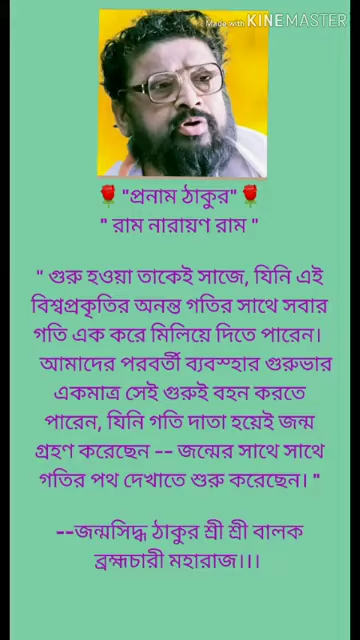 Made with KINEMASTER
🌹"প্রনাম ঠাকুর"🌹
" রাম নারায়ণ রাম "
" গুরু হওয়া তাকেই সাজে, যিনি এই
বিশ্বপ্রকৃতির অনন্ত গতির সাথে সবার
গতি এক করে মিলিয়ে দিতে পারেন।
আমাদের পরবর্তী ব্যবস্হার গুরুভার
একমাত্র সেই গুরুই বহন করতে
পারেন, যিনি গতি দাতা হয়েই জন্ম
গ্রহণ করেছেন -- জন্মের সাথে সাথে
গতির পথ দেখাতে শুরু করেছেন। "
--জন্মসিদ্ধ ঠাকুর শ্রী শ্রী বালক
ব্রহ্মচারী মহারাজ।।।